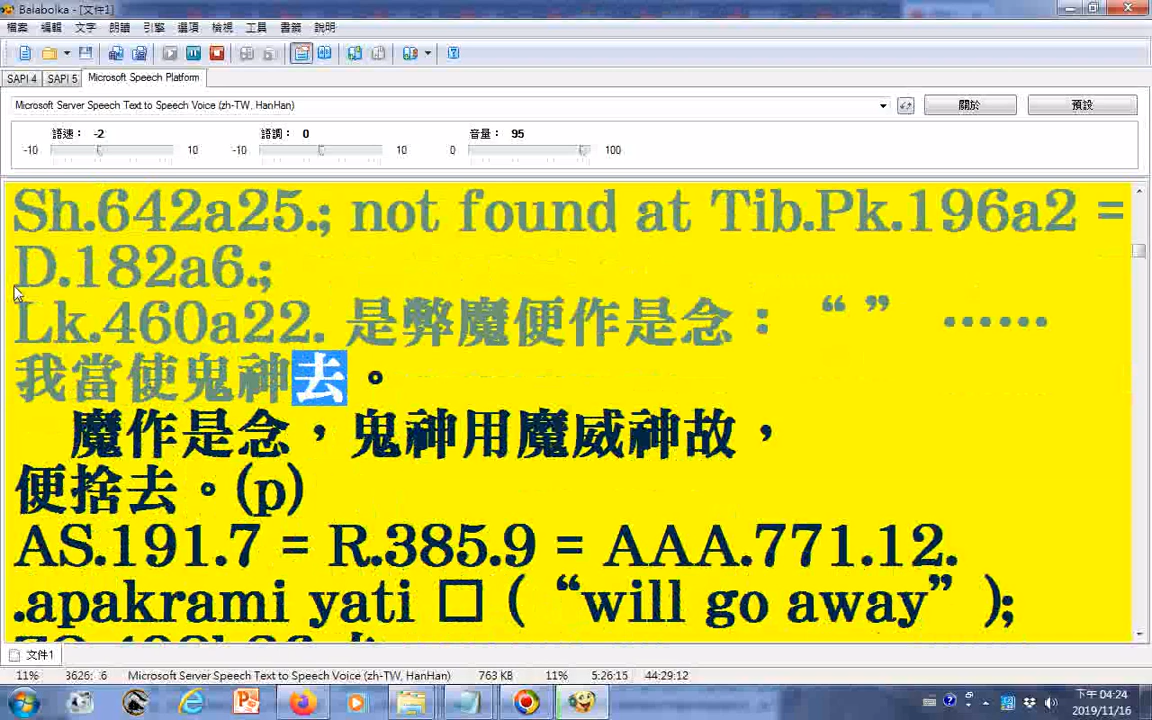 Balabolka - [文件1]
檔案 編輯 文字 朗讀 引擎 選項 檢視 工具 書籤 說明
SAPI 4 SAPI 5 Microsoft Speech Platform
Microsoft Server Speech Text to Speech Voice (zh-TW, HanHan) 關於 預設
語速： -2 語調： 0 音量： 95
-10 10 -10 10 0 100
Sh.642a25.; not found at Tib.Pk.196a2 =
D.182a6.;
Lk.460a22. 是弊魔便作是念：“ ” ……
我當使鬼神去。
魔作是念，鬼神用魔威神故，
便捨去。(p)
AS.191.7 = R.385.9 = AAA.771.12.
.apakrami yati □ (“will go away”);
文件1
11% 3626: 6 Microsoft Server Speech Text to Speech Voice (zh-TW, HanHan) 763 KB 11% 5:26:15 44:29:12
下午 04:24
2019/11/16